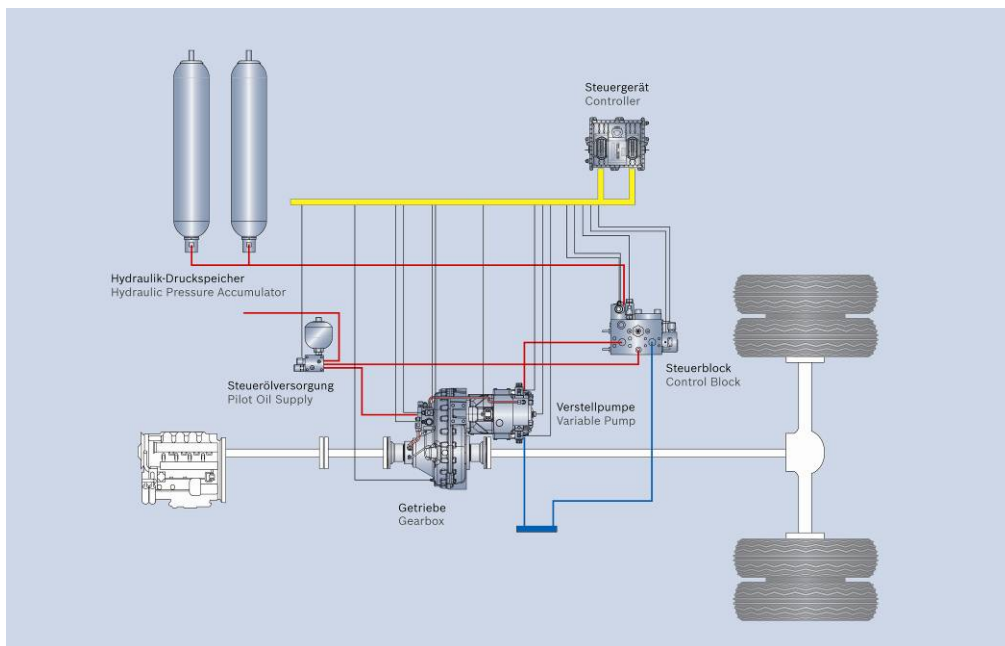 Steuergerät
Controller
Hydraulik-Druckspeicher
Hydraulic Pressure Accumulator
Steuerölversorgung
Pilot Oil Supply
Verstellpumpe
Variable Pump
Steuerblock
Control Block
Getriebe
Gearbox